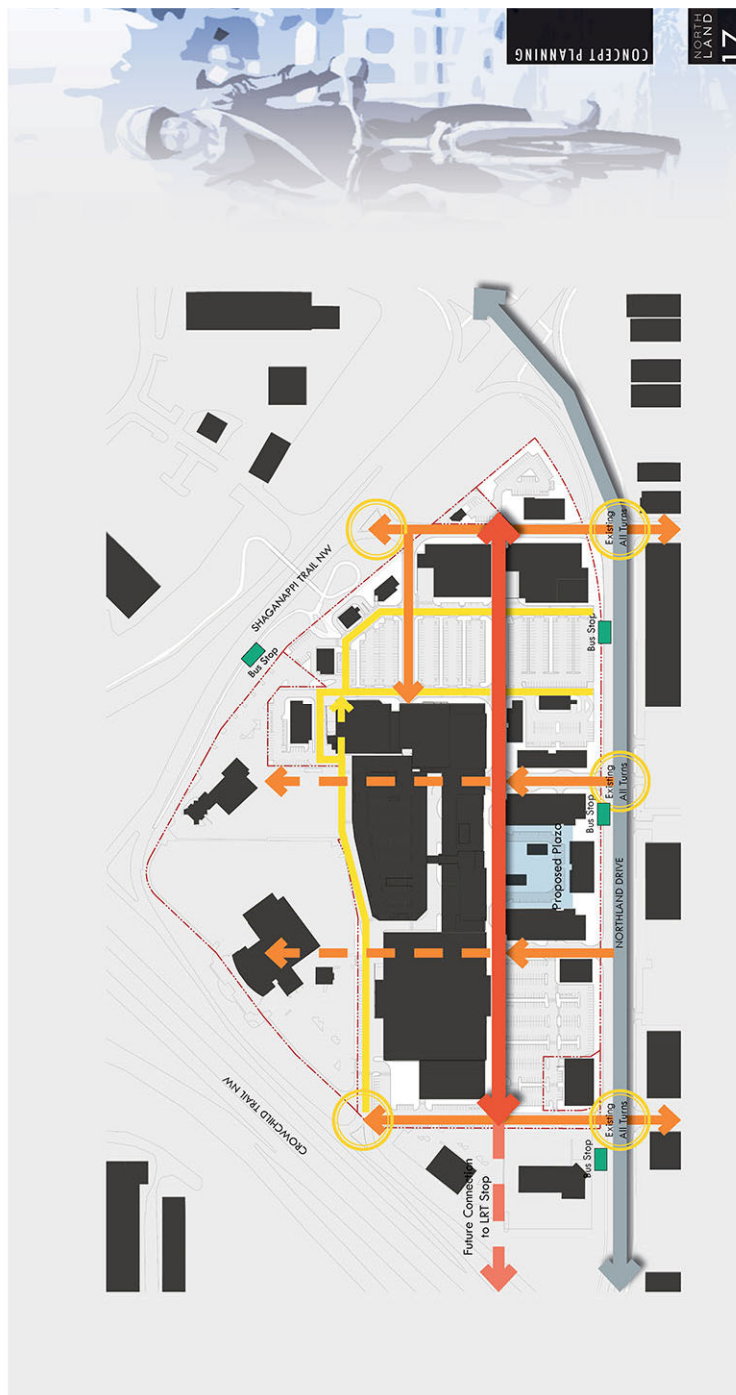 CONCEPT PLANNING
NORTH
LAND
17
SHAGANAPPI TRAIL NW
Bus Stop
Existing
All Turns
Bus Stop
Existing
All Turns
Bus Stop
Proposed Plaza
NORTHLAND DRIVE
CROWCHILD TRAIL NW
Existing
All Turns
Bus Stop
Future Connection
to LRT Stop